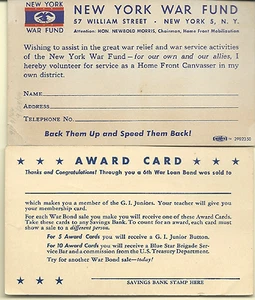 NEW YORK
WAR FUND
NEW YORK WAR FUND
57 WILLIAM STREET • NEW YORK 5, N. Y.
Attention: HON. NEWBOLD MORRIS, Chairman, Home Front Mobilization
Wishing to assist in the great war relief and war service activities
of the New York War Fund—for our own and our allies, I
hereby volunteer for service as a Home Front Canvasser in my
own district.
NAME
ADDRESS
TELEPHONE NO.
Back Them Up and Speed Them Back!
AWARD CARD
Thanks and Congratulations! Through you a 6th War Loan Bond was sold to
which makes you a member of the G. I. Juniors. Your teacher will give you
your membership card.
For each War Bond sale you make you will receive one of these Award Cards.
Take these cards to any Savings Bank. To count for an award, each card must
show a sale to a different person.
For 5 Award Cards you will receive a G. I. Junior Button.
For 10 Award Cards you will receive a Blue Star Brigade Ser-
vice Bar and a commission from the U. S. Treasury Department.
Try for another War Bond sale—today!
SAVINGS BANK STAMP HERE